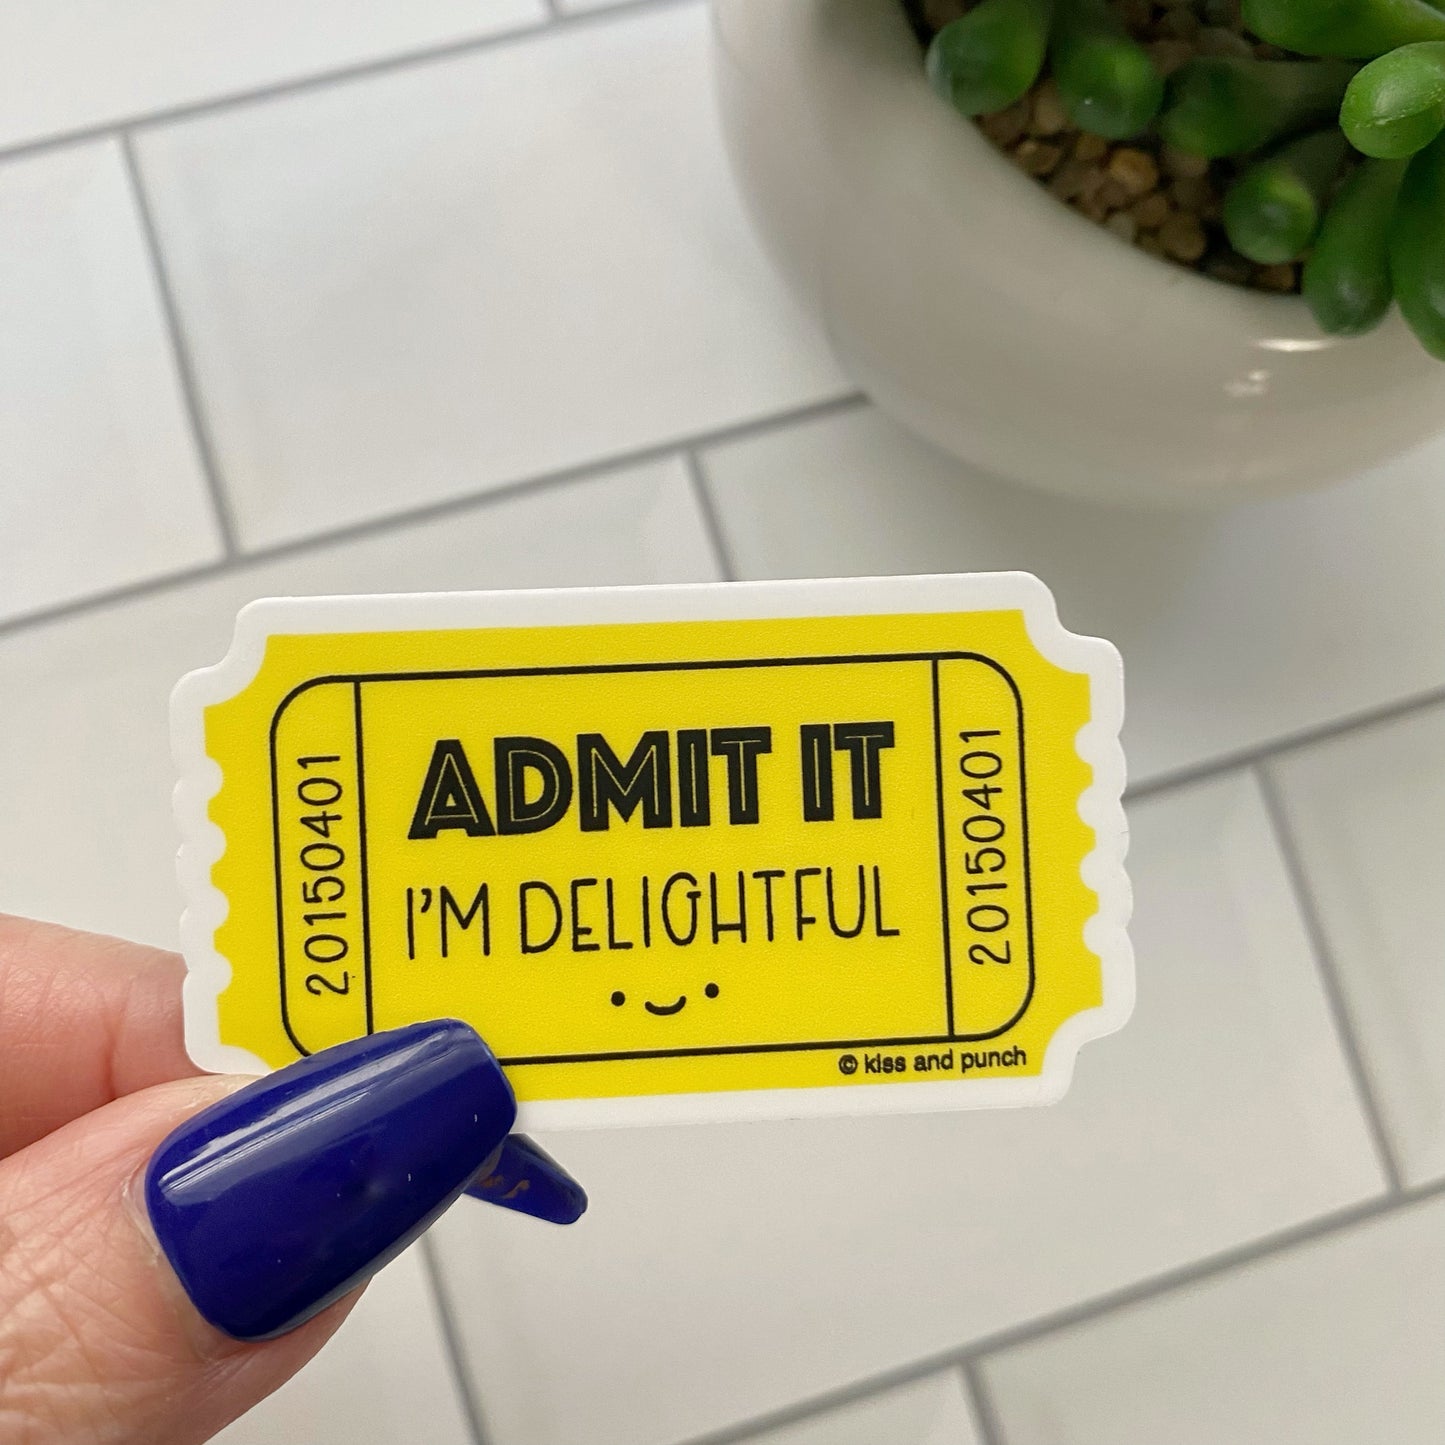 20150401
ADMIT IT
I'M DELIGHTFUL
20150401
© kiss and punch